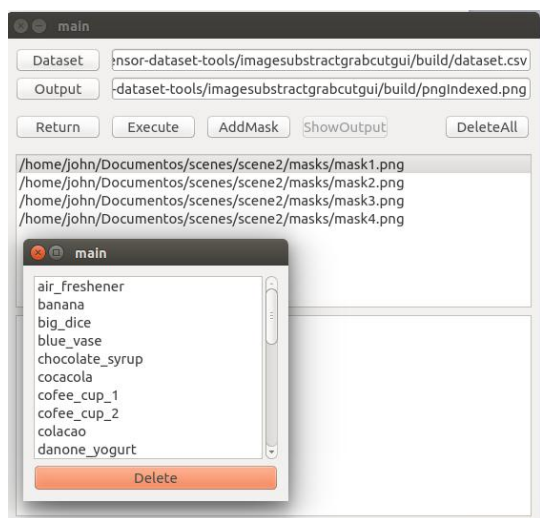 main
Dataset ensor-dataset-tools/imagesubstractgrabcutgui/build/dataset.csv
Output -dataset-tools/imagesubstractgrabcutgui/build/pngIndexed.png
Return Execute AddMask ShowOutput DeleteAll
/home/john/Documentos/scenes/scene2/masks/mask1.png
/home/john/Documentos/scenes/scene2/masks/mask2.png
/home/john/Documentos/scenes/scene2/masks/mask3.png
/home/john/Documentos/scenes/scene2/masks/mask4.png
main
air_freshener
banana
big_dice
blue_vase
chocolate_syrup
cocacola
cofee_cup_1
cofee_cup_2
colacao
danone_yogurt
Delete